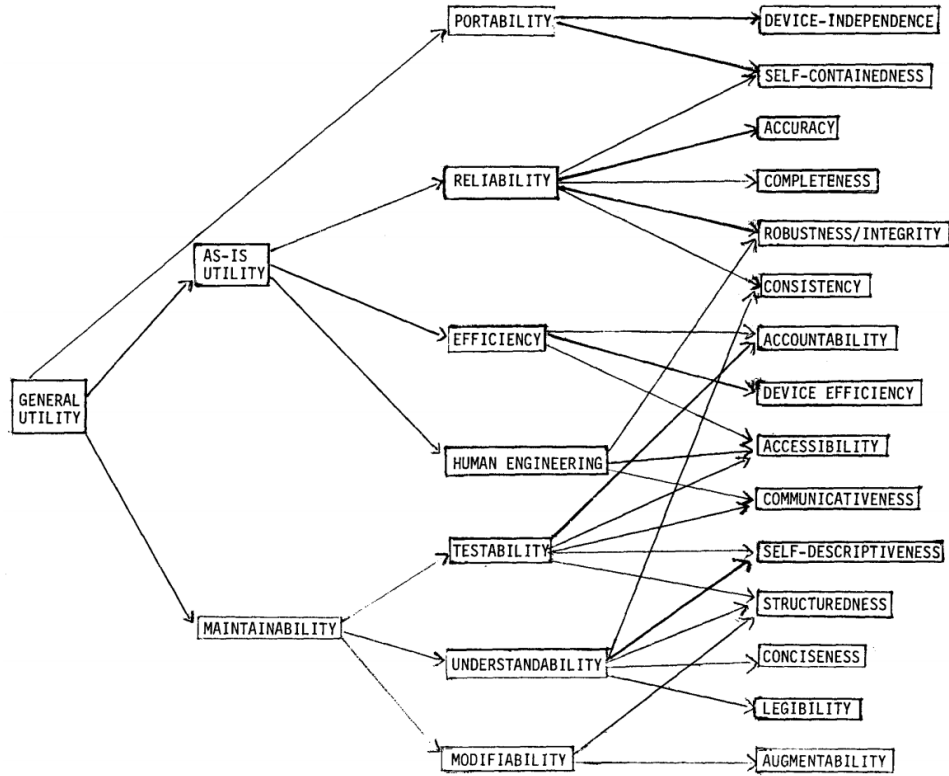 PORTABILITY
DEVICE-INDEPENDENCE
SELF-CONTAINEDNESS
ACCURACY
RELIABILITY
COMPLETENESS
ROBUSTNESS/INTEGRITY
AS-IS
UTILITY
CONSISTENCY
EFFICIENCY
ACCOUNTABILITY
DEVICE EFFICIENCY
GENERAL
UTILITY
ACCESSIBILITY
HUMAN ENGINEERING
COMMUNICATIVENESS
TESTABILITY
SELF-DESCRIPTIVENESS
STRUCTUREDNESS
MAINTAINABILITY
UNDERSTANDABILITY
CONCISENESS
LEGIBILITY
MODIFIABILITY
AUGMENTABILITY